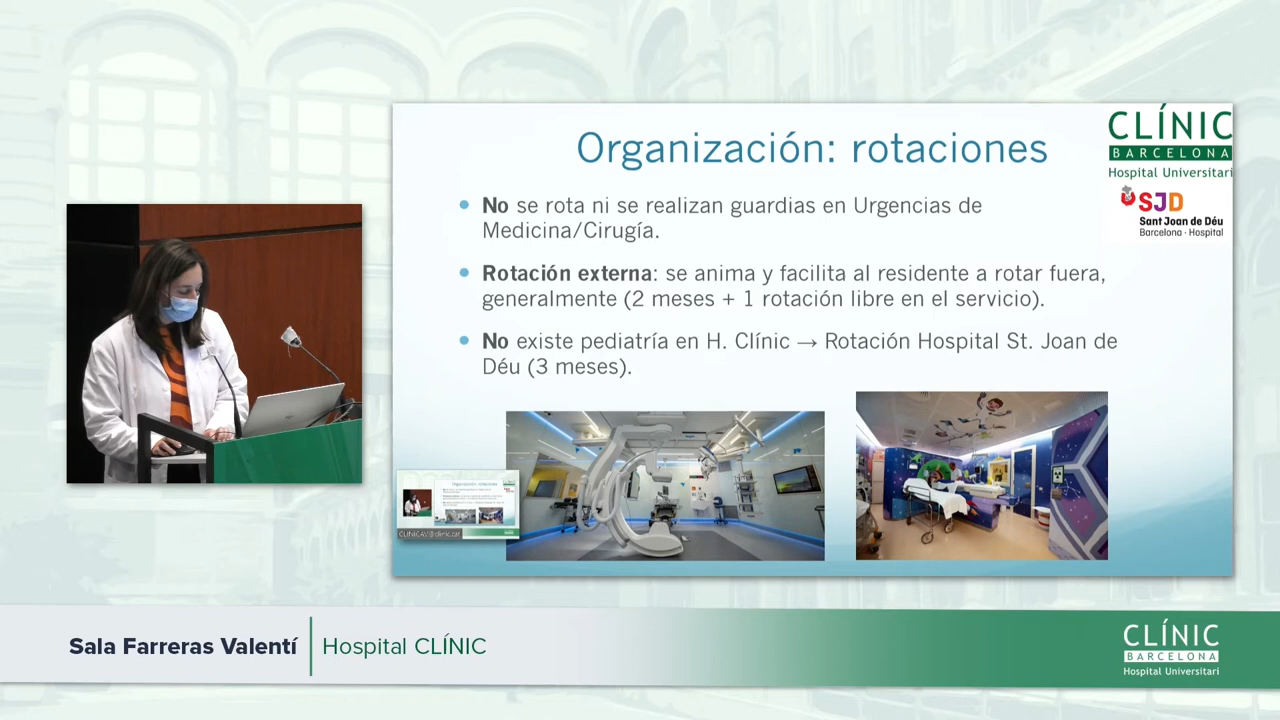 Organización: rotaciones
CLÍNIC
BARCELONA
Hospital Universitari
SJD
Sant Joan de Déu
Barcelona · Hospital
No se rota ni se realizan guardias en Urgencias de
Medicina/Cirugía.
Rotación externa: se anima y facilita al residente a rotar fuera,
generalmente (2 meses + 1 rotación libre en el servicio).
No existe pediatría en H. Clínic → Rotación Hospital St. Joan de
Déu (3 meses).
Organización: rotaciones
Sala Farreras Valentí
Hospital CLÍNIC
CLÍNIC
BARCELONA
Hospital Universitari